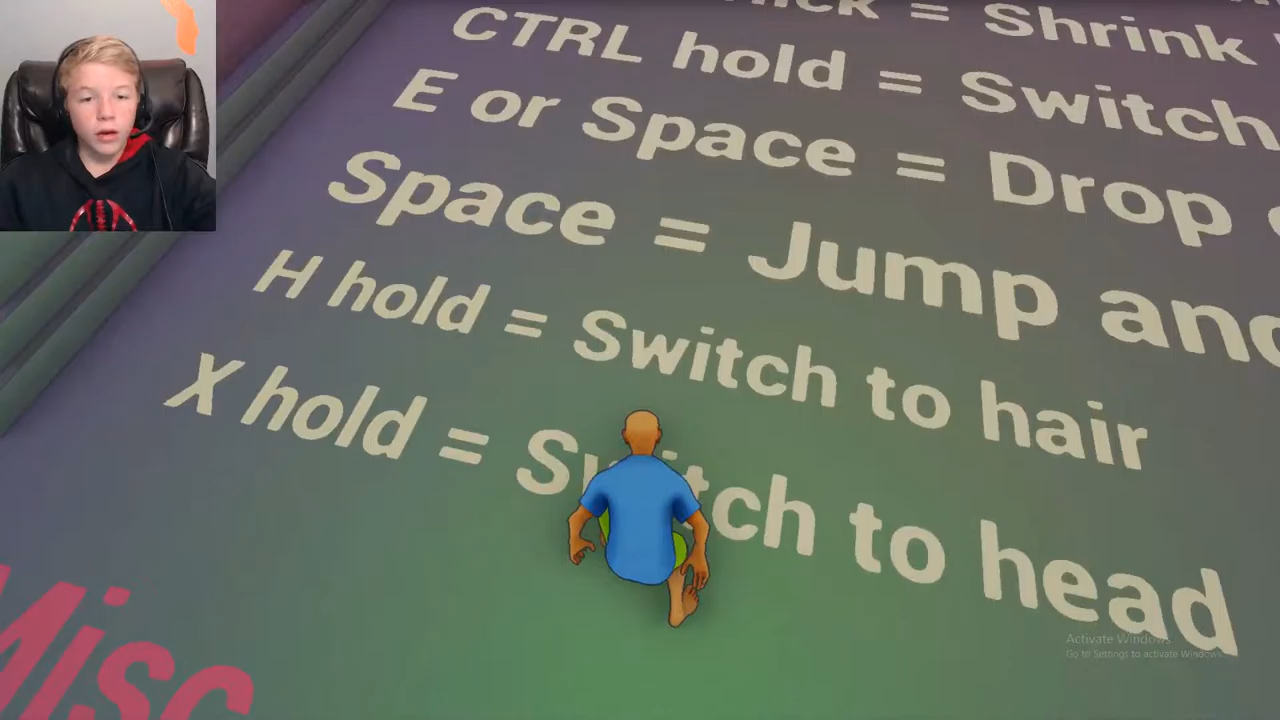 = Shrink
CTRL hold = Switch
E or Space = Drop
Space = Jump and
H hold = Switch to hair
X hold = Switch to head
Misc
Activate Windows
Go to Settings to activate Windows.